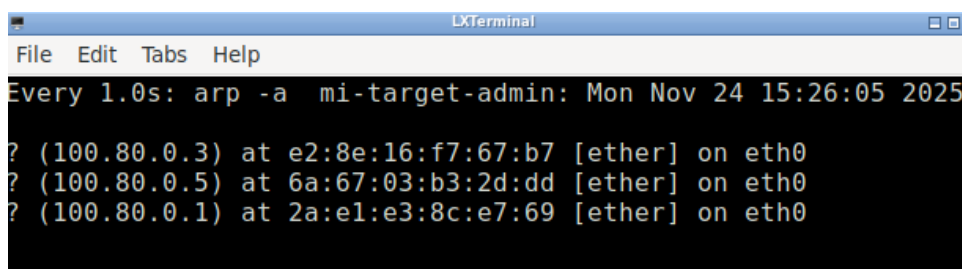 LXTerminal
File Edit Tabs Help
Every 1.0s: arp -a  mi-target-admin: Mon Nov 24 15:26:05 2025
? (100.80.0.3) at e2:8e:16:f7:67:b7 [ether] on eth0
? (100.80.0.5) at 6a:67:03:b3:2d:dd [ether] on eth0
? (100.80.0.1) at 2a:e1:e3:8c:e7:69 [ether] on eth0